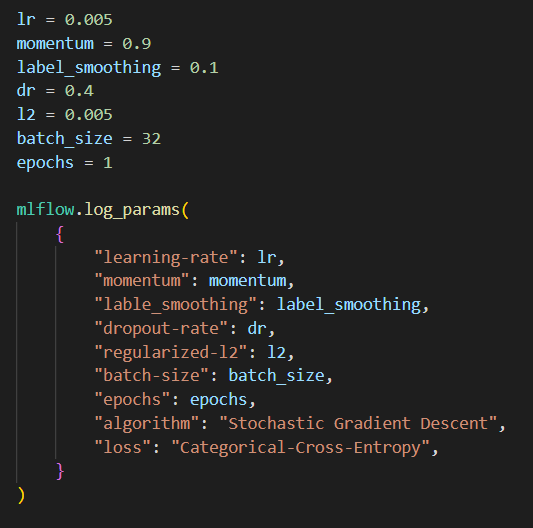 lr = 0.005
momentum = 0.9
label_smoothing = 0.1
dr = 0.4
l2 = 0.005
batch_size = 32
epochs = 1
mlflow.log_params(
{
"learning-rate": lr,
"momentum": momentum,
"lable_smoothing": label_smoothing,
"dropout-rate": dr,
"regularized-l2": l2,
"batch-size": batch_size,
"epochs": epochs,
"algorithm": "Stochastic Gradient Descent",
"loss": "Categorical-Cross-Entropy",
}
)